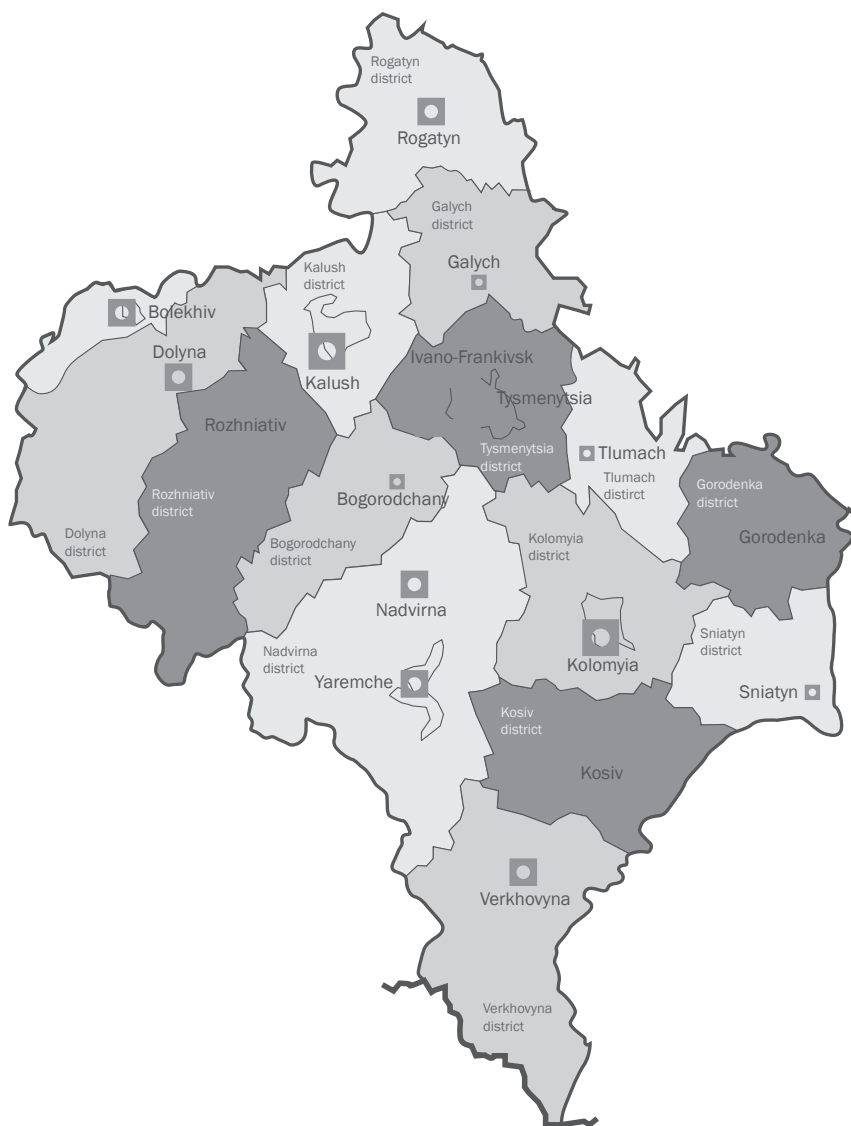 Rogatyn
district
Rogatyn
Galych
district
Galych
Kalush
district
Bolekhiv
Dolyna
Kalush
Ivano-Frankivsk
Tysmenytsia
Rozhniativ
Tysmenytsia
district
Tlumach
Tlumach
distirct
Rozhniativ
district
Bogorodchany
Gorodenka
district
Gorodenka
Dolyna
district
Bogorodchany
district
Kolomyia
district
Nadvirna
Nadvirna
district
Yaremche
Kolomyia
Sniatyn
district
Sniatyn
Kosiv
district
Kosiv
Verkhovyna
Verkhovyna
district